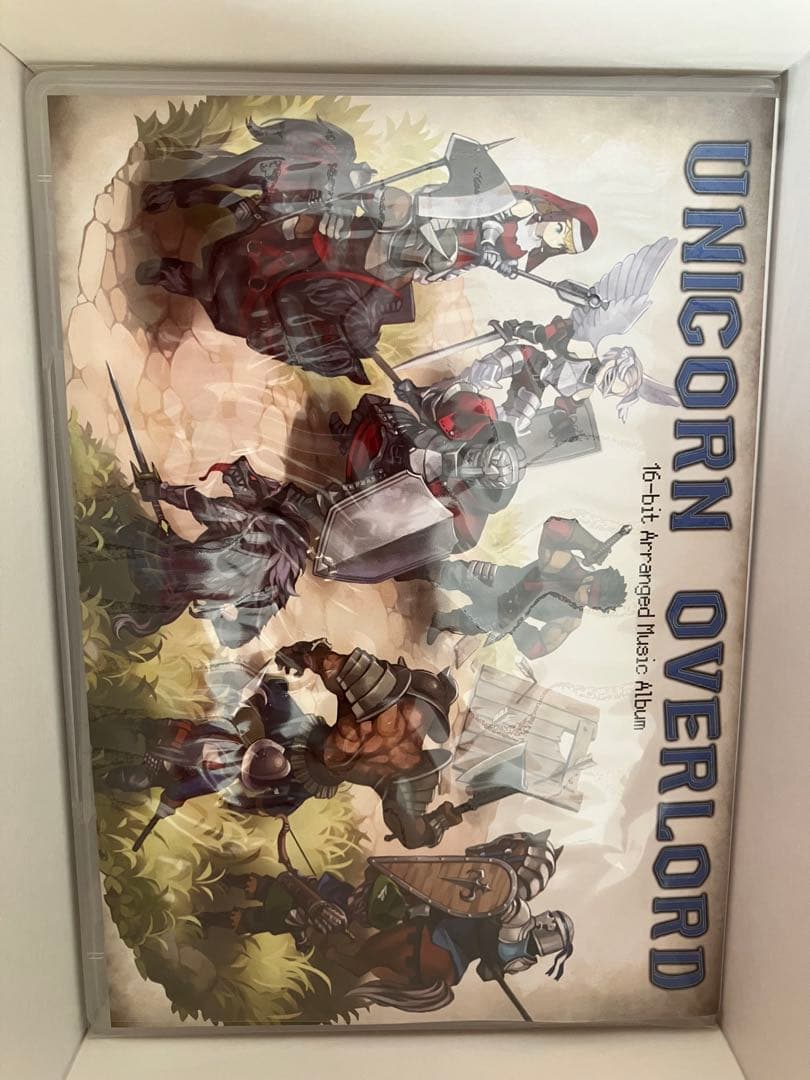 UNICORN OVERLORD
16-bit Arranged Music Album